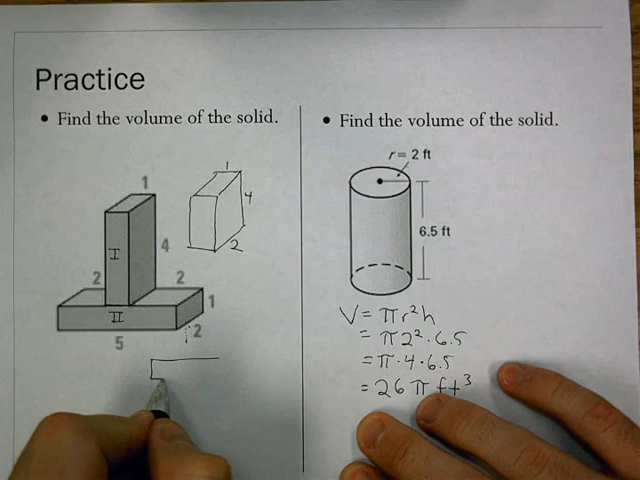 Practice
• Find the volume of the solid.
• Find the volume of the solid.
1
4
2
2
1
2
5
I
II
1
4
2
r = 2 ft
6.5 ft
V = πr²h
= π2²·6.5
= π·4·6.5
= 26π ft³